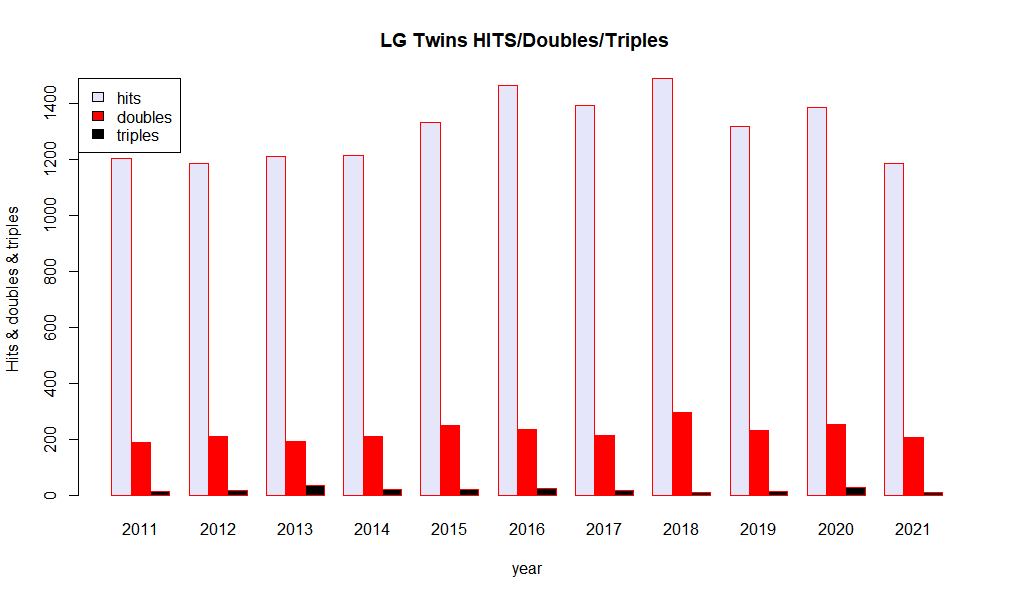 LG Twins HITS/Doubles/Triples
hits
doubles
triples
Hits & doubles & triples
1400
1200
1000
800
600
400
200
0
2011 2012 2013 2014 2015 2016 2017 2018 2019 2020 2021
year